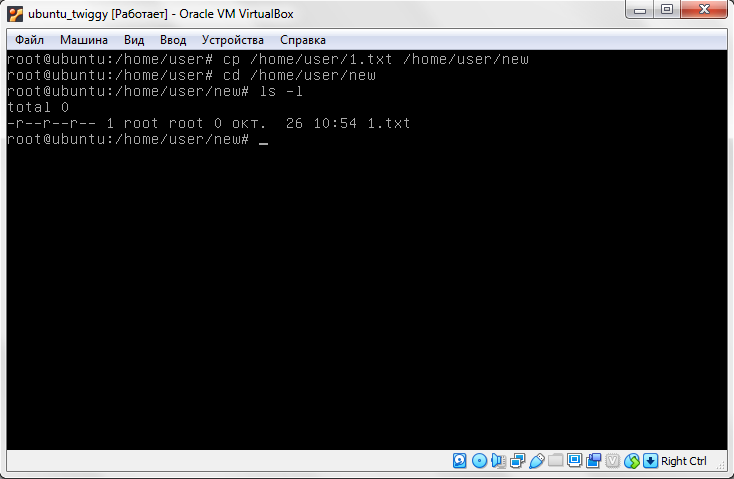 ubuntu_twiggy [Работает] - Oracle VM VirtualBox
Файл Машина Вид Ввод Устройства Справка
root@ubuntu:/home/user# cp /home/user/1.txt /home/user/new
root@ubuntu:/home/user# cd /home/user/new
root@ubuntu:/home/user/new# ls -l
total 0
-r--r--r-- 1 root root 0 окт.  26 10:54 1.txt
root@ubuntu:/home/user/new# _
Right Ctrl